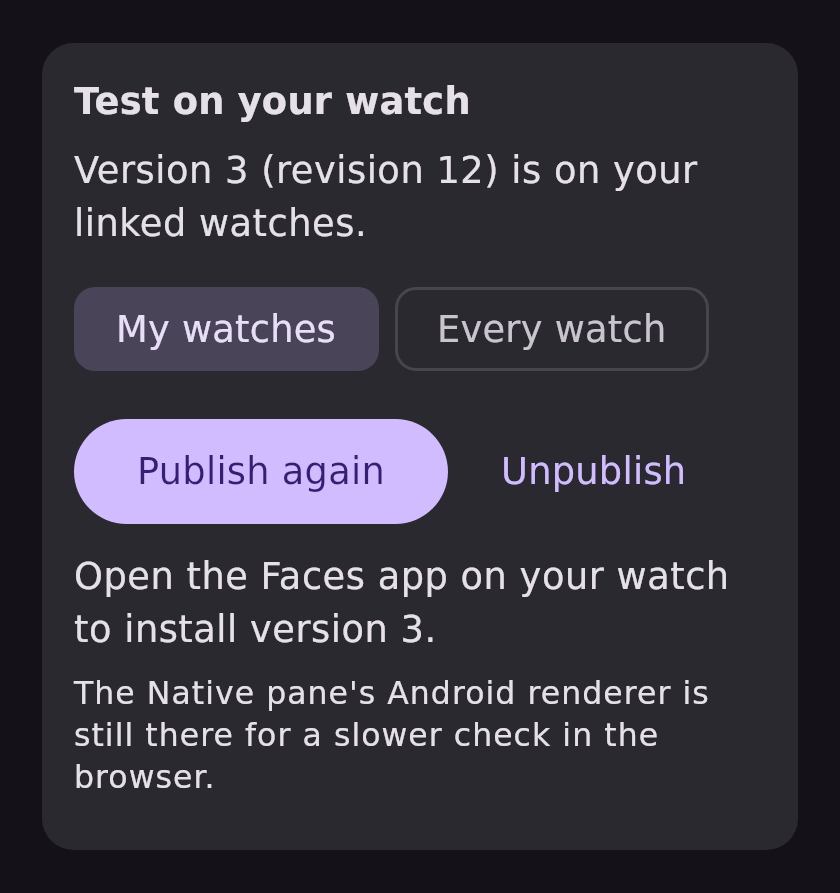 Test on your watch
Version 3 (revision 12) is on your
linked watches.
My watches
Every watch
Publish again
Unpublish
Open the Faces app on your watch
to install version 3.
The Native pane's Android renderer is
still there for a slower check in the
browser.